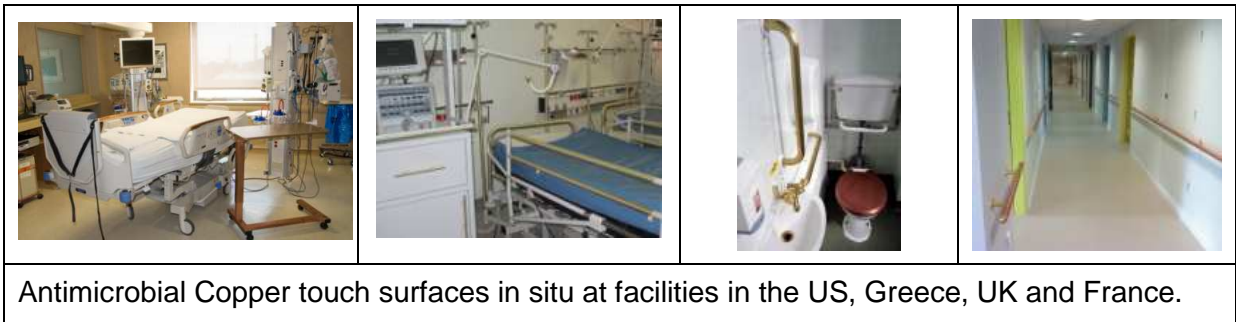 Antimicrobial Copper touch surfaces in situ at facilities in the US, Greece, UK and France.